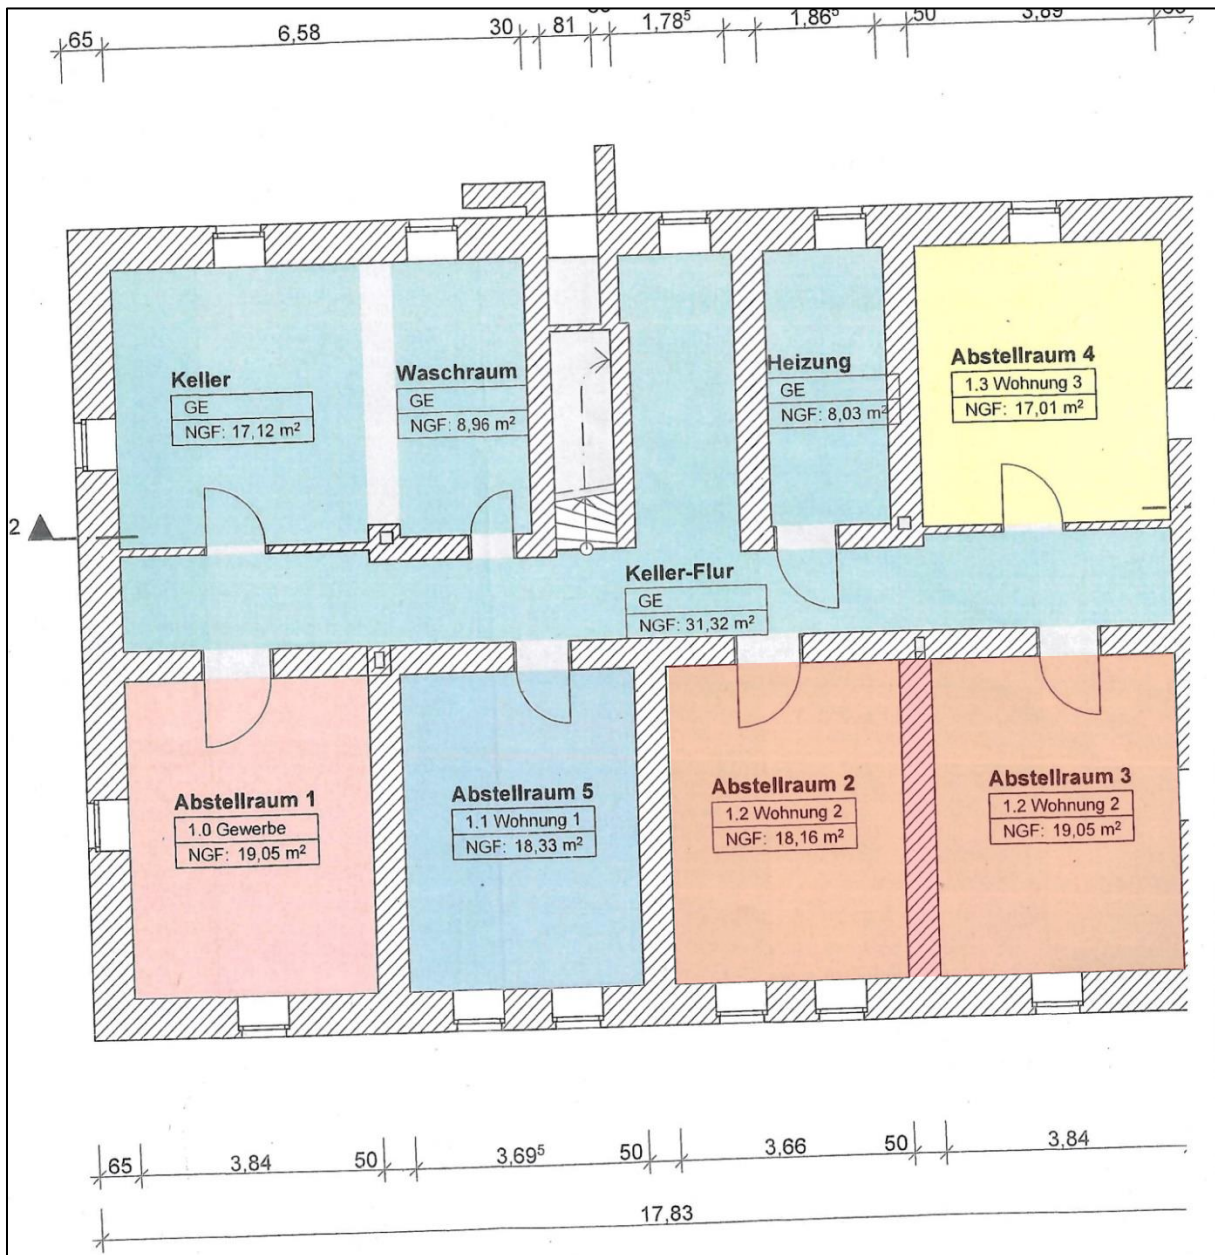 65 6,58 30 81 1,78⁵ 1,86⁵ 50 3,89
Keller
GE
NGF: 17,12 m²
Waschraum
GE
NGF: 8,96 m²
Heizung
GE
NGF: 8,03 m²
Abstellraum 4
1.3 Wohnung 3
NGF: 17,01 m²
2
Keller-Flur
GE
NGF: 31,32 m²
Abstellraum 1
1.0 Gewerbe
NGF: 19,05 m²
Abstellraum 5
1.1 Wohnung 1
NGF: 18,33 m²
Abstellraum 2
1.2 Wohnung 2
NGF: 18,16 m²
Abstellraum 3
1.2 Wohnung 2
NGF: 19,05 m²
65 3,84 50 3,69⁵ 50 3.66 50 3,84
17,83